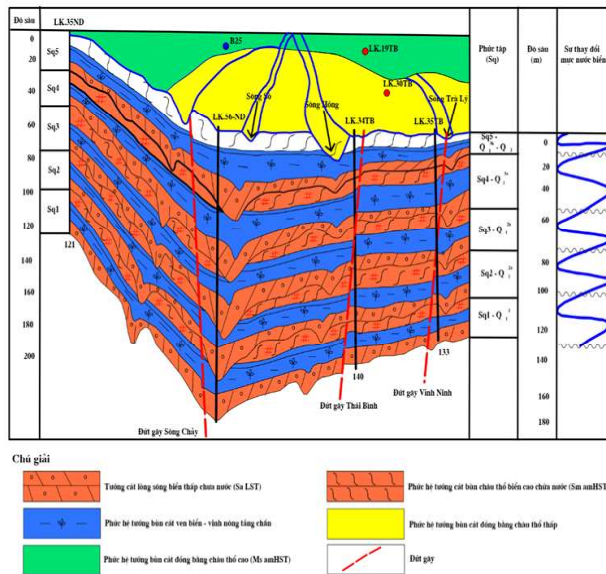 Độ sâu
LK.35ND
0
20
40
60
80
100
120
140
160
180
200
Sq5
Sq4
Sq3
Sq2
Sq1
121
B25
LK.19TB
LK.30TB
Sông Sò
Sông Hồng
Sông Trà Lý
LK.56-ND
LK.34TB
LK.35TB
140
133
Đứt gãy Sông Chảy
Đứt gãy Thái Bình
Đứt gãy Vĩnh Ninh
Phức tập
(Sq)
Độ sâu
(m)
Sự thay đổi
mực nước biển
Sq5 -
0
20
40
60
80
100
120
140
160
180
Chú giải
Tướng cát lòng sông biển thấp chưa nước (Sa LST)
Phức hệ tướng cát bùn châu thổ biển cao chứa nước (Sm amHST)
Phức hệ tướng bùn cát ven biển - vịnh nông tầng chắn
Phức hệ tướng bùn cát đồng bằng châu thổ thấp
Phức hệ tướng bùn cát đồng bằng châu thổ cao (Ms amHST)
Đứt gãy